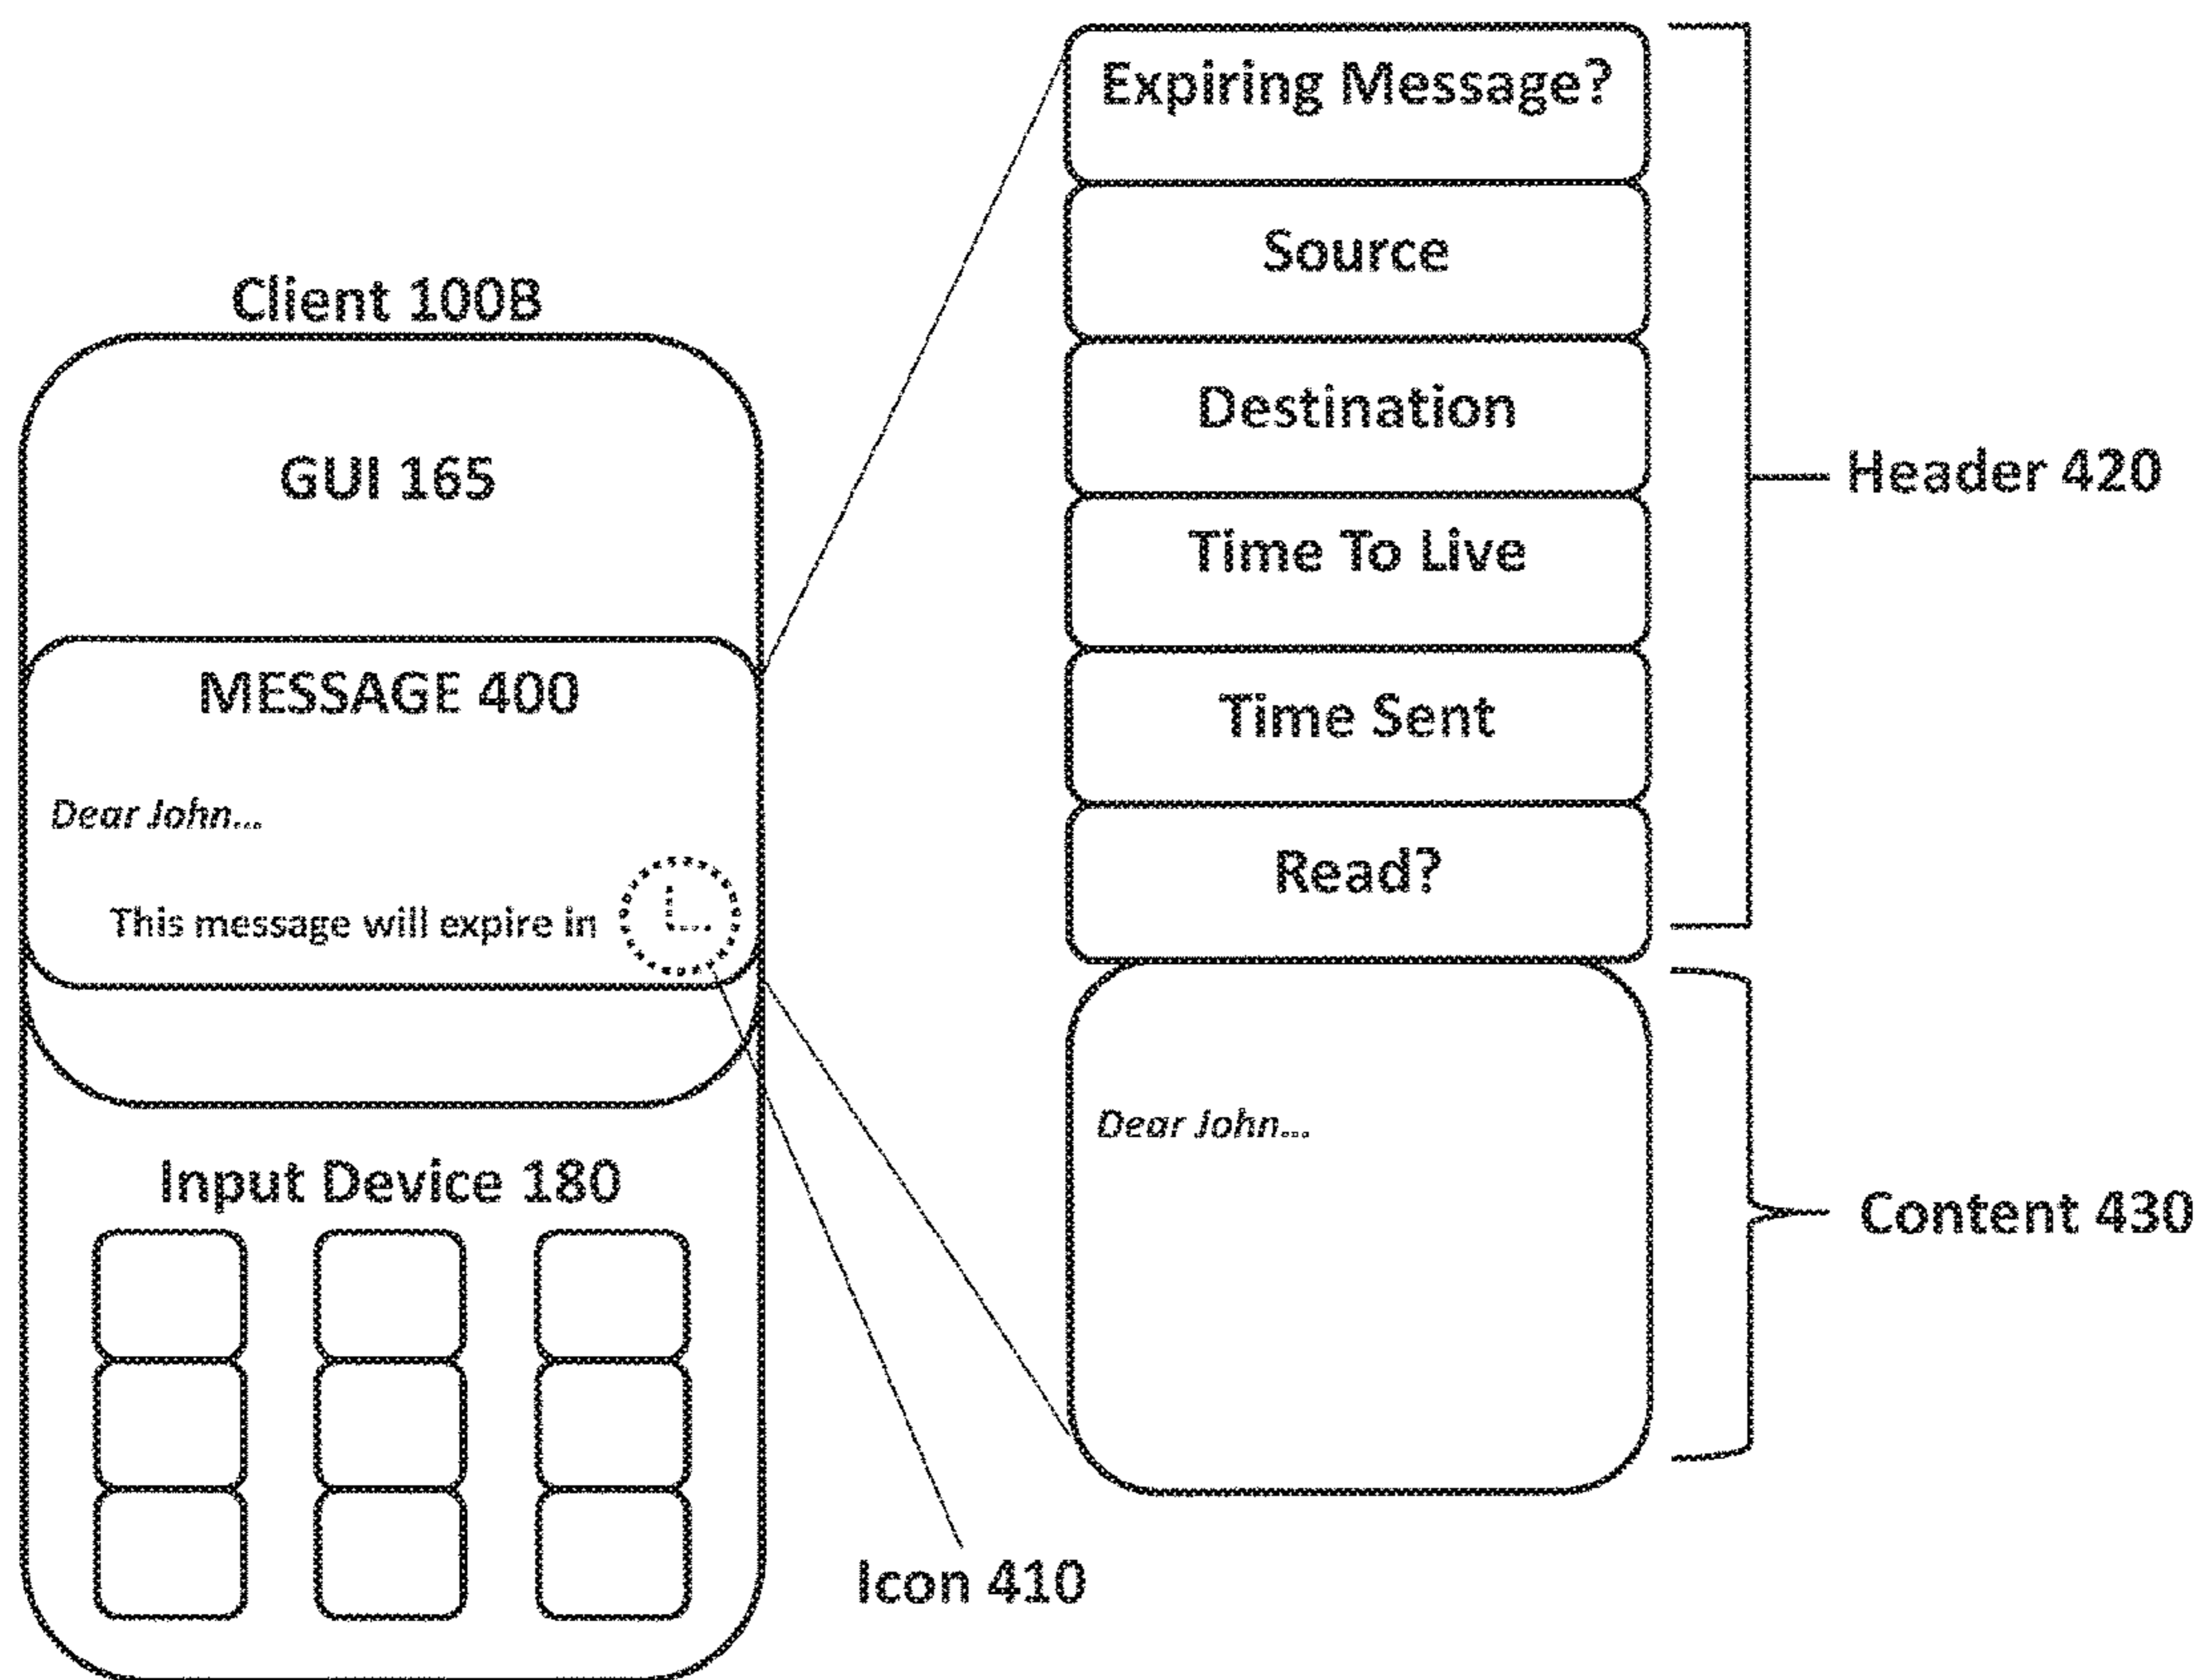 Client 100B
GUI 165
MESSAGE 400
Dear John...
This message will expire in
Input Device 180
Icon 410
Expiring Message?
Source
Destination
Time To Live
Time Sent
Read?
Header 420
Dear John...
Content 430